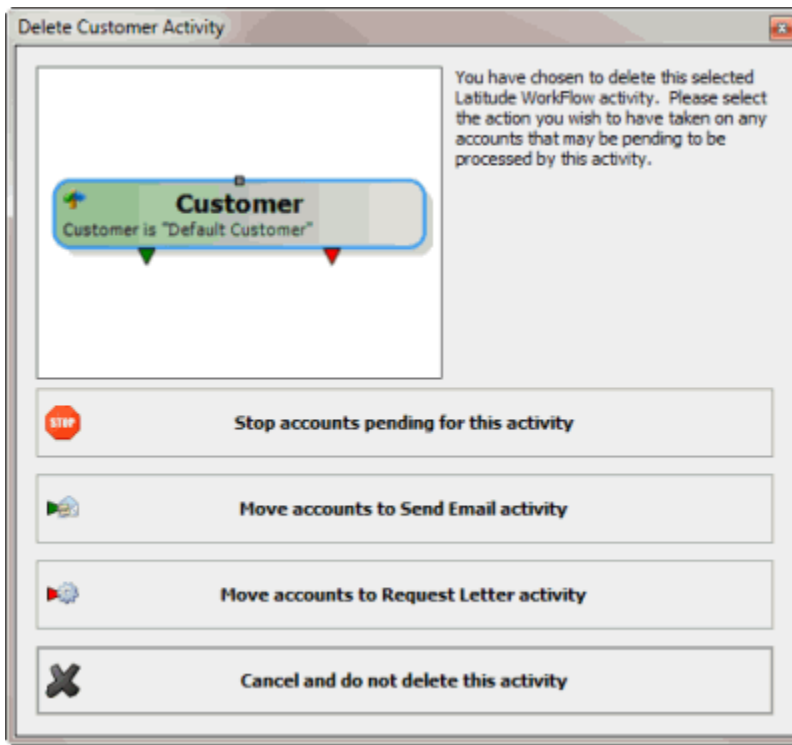 Delete Customer Activity
You have chosen to delete this selected
Latitude WorkFlow activity. Please select
the action you wish to have taken on any
accounts that may be pending to be
processed by this activity.
Customer
Customer is "Default Customer"
STOP
Stop accounts pending for this activity
Move accounts to Send Email activity
Move accounts to Request Letter activity
Cancel and do not delete this activity